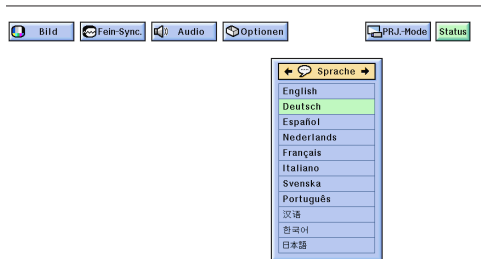 Bild Fein-Sync. Audio Optionen PRJ.-Mode Status
Sprache
English
Deutsch
Español
Nederlands
Français
Italiano
Svenska
Português
汉语
한국어
日本語